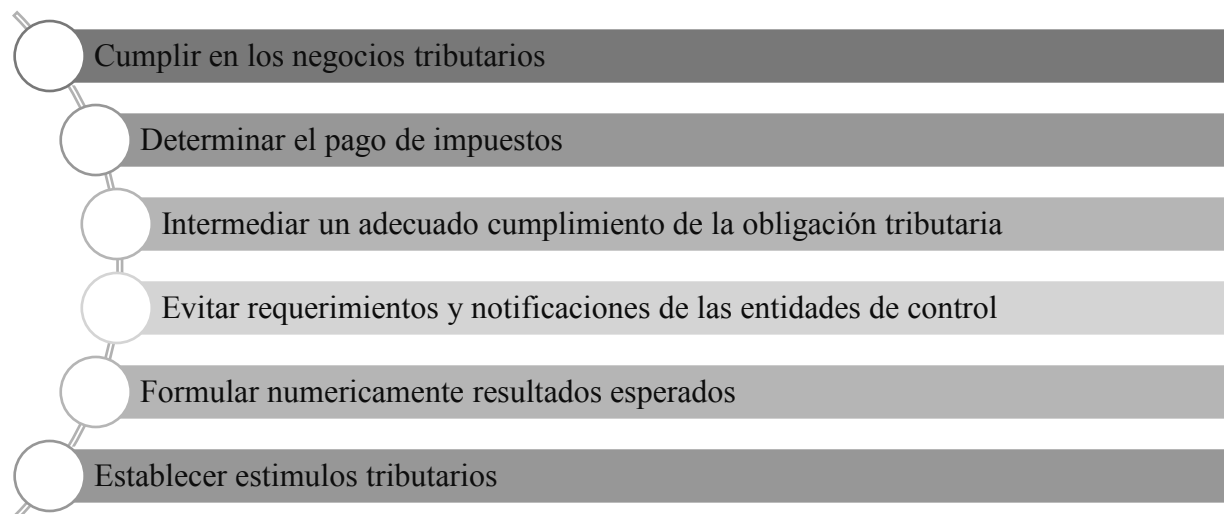 Cumplir en los negocios tributarios
Determinar el pago de impuestos
Intermediar un adecuado cumplimiento de la obligación tributaria
Evitar requerimientos y notificaciones de las entidades de control
Formular numericamente resultados esperados
Establecer estimulos tributarios